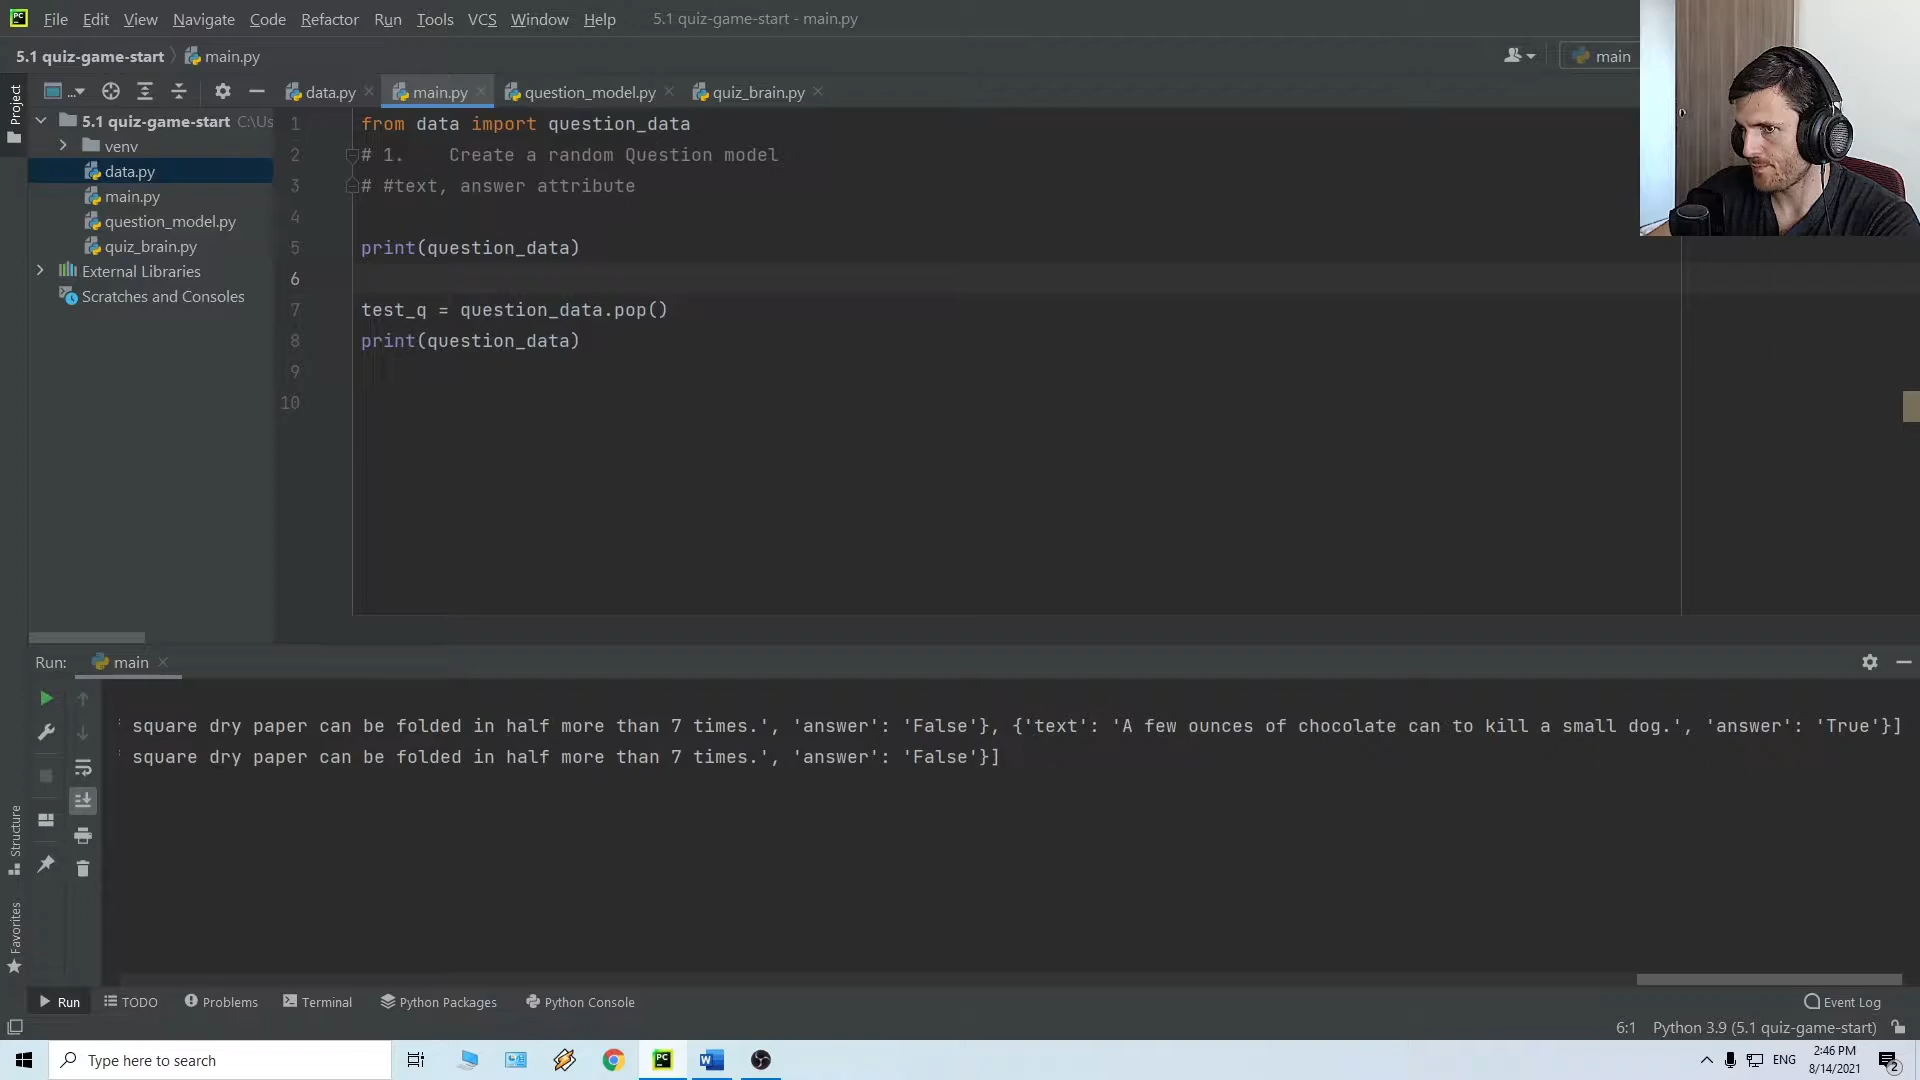 File Edit View Navigate Code Refactor Run Tools VCS Window Help 5.1 quiz-game-start - main.py
5.1 quiz-game-start main.py main
Project
... data.py main.py question_model.py quiz_brain.py
5.1 quiz-game-start C:\Us
venv
data.py
main.py
question_model.py
quiz_brain.py
External Libraries
Scratches and Consoles
1 from data import question_data
2 # 1. Create a random Question model
3 # #text, answer attribute
4
5 print(question_data)
6
7 test_q = question_data.pop()
8 print(question_data)
9
10
Run: main
square dry paper can be folded in half more than 7 times.', 'answer': 'False'}, {'text': 'A few ounces of chocolate can to kill a small dog.', 'answer': 'True'}]
square dry paper can be folded in half more than 7 times.', 'answer': 'False'}]
Structure
Favorites
Run TODO Problems Terminal Python Packages Python Console Event Log
6:1 Python 3.9 (5.1 quiz-game-start)
Type here to search
ENG
2:46 PM
8/14/2021
2